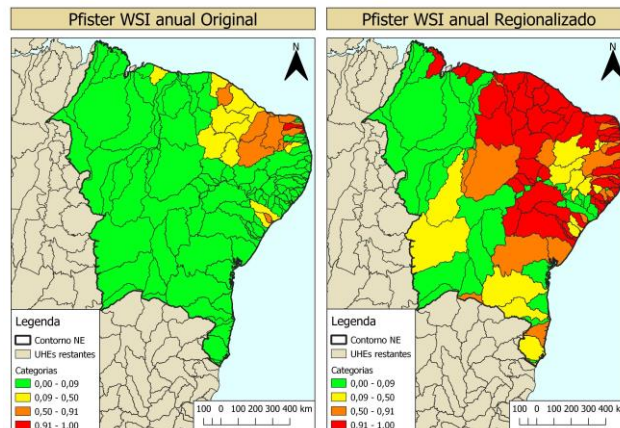 Pfister WSI anual Original
N
Legenda
Contorno NE
UHEs restantes
Categorias
0,00 - 0,09
0,09 - 0,50
0,50 - 0,91
0,91 - 1,00
100 0 100 200 300 400 km
Pfister WSI anual Regionalizado
N
Legenda
Contorno NE
UHEs restantes
Categorias
0,00 - 0,09
0,09 - 0,50
0,50 - 0,91
0,91 - 1,00
100 0 100 200 300 400 k